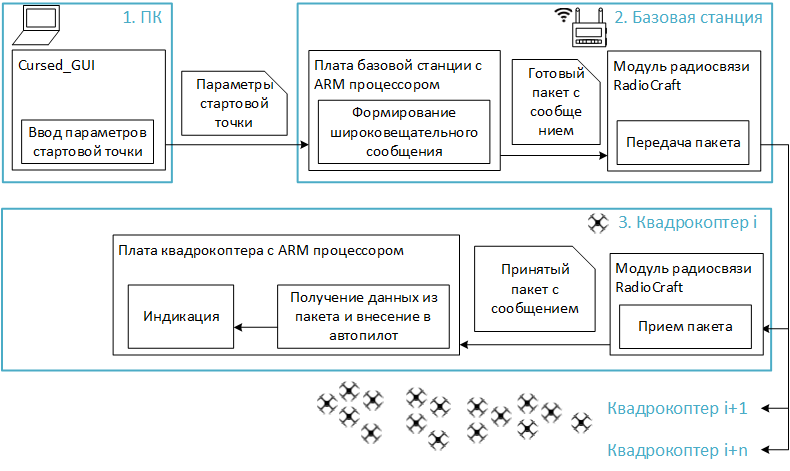 1. ПК
Cursed_GUI
Ввод параметров
стартовой точки
Параметры
стартовой
точки
2. Базовая станция
Плата базовой станции с
ARM процессором
Формирование
широковещательного
сообщения
Готовый
пакет с
сообще
нием
Модуль радиосвязи
RadioCraft
Передача пакета
3. Квадрокоптер i
Плата квадрокоптера с ARM процессором
Индикация
Получение данных из
пакета и внесение в
автопилот
Принятый
пакет с
сообщением
Модуль радиосвязи
RadioCraft
Прием пакета
Квадрокоптер i+1
Квадрокоптер i+n